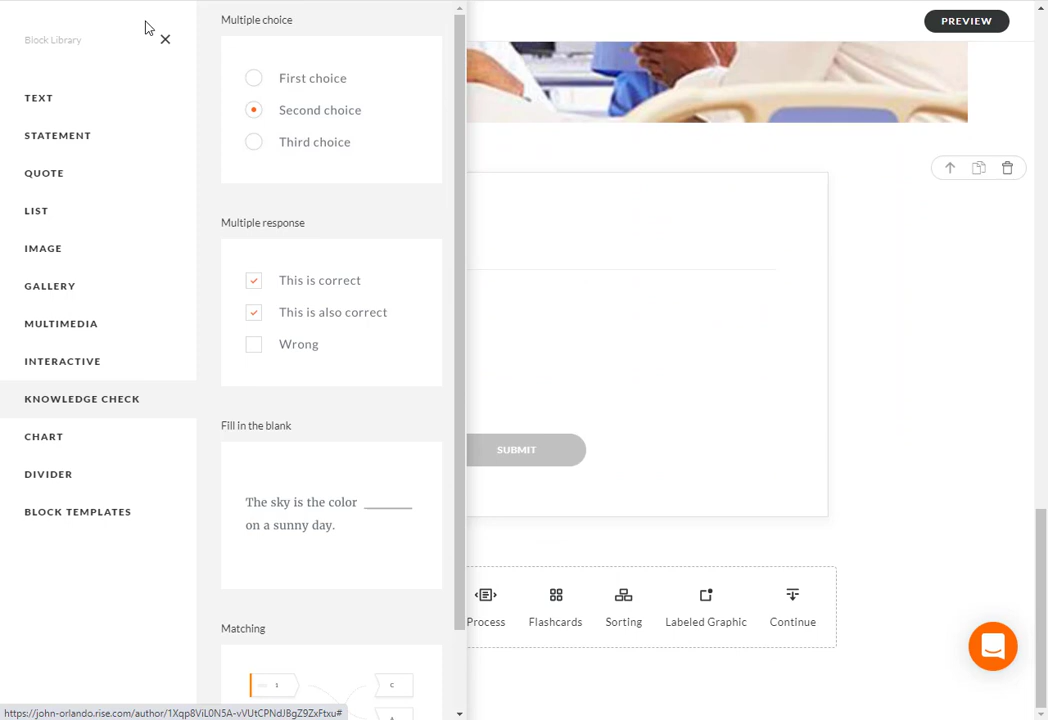 Block Library
TEXT
STATEMENT
QUOTE
LIST
IMAGE
GALLERY
MULTIMEDIA
INTERACTIVE
KNOWLEDGE CHECK
CHART
DIVIDER
BLOCK TEMPLATES
Multiple choice
First choice
Second choice
Third choice
Multiple response
This is correct
This is also correct
Wrong
Fill in the blank
The sky is the color ______
on a sunny day.
Matching
1
C
A
PREVIEW
SUBMIT
Process
Flashcards
Sorting
Labeled Graphic
Continue
https://john-orlando.rise.com/author/1Xqp8ViL0N5A-vVUtCPNdJBgZ9ZxFtxu#